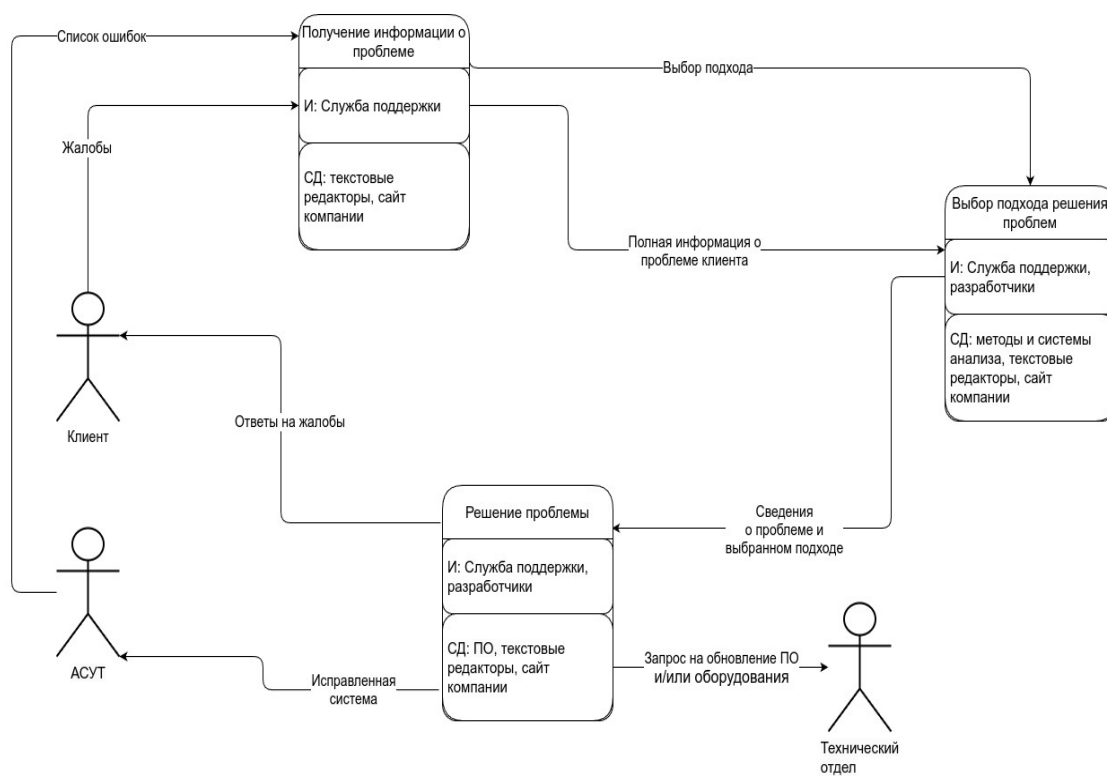 Список ошибок
Получение информации о
проблеме
Выбор подхода
И: Служба поддержки
Жалобы
СД: текстовые
редакторы, сайт
компании
Выбор подхода решения
проблем
Полная информация о
проблеме клиента
И: Служба поддержки,
разработчики
СД: методы и системы
анализа, текстовые
редакторы, сайт
компании
Ответы на жалобы
Клиент
Решение проблемы
Сведения
о проблеме и
выбранном подходе
И: Служба поддержки,
разработчики
СД: ПО, текстовые
редакторы, сайт
компании
Запрос на обновление ПО
и/или оборудования
АСУТ
Исправленная
система
Технический
отдел